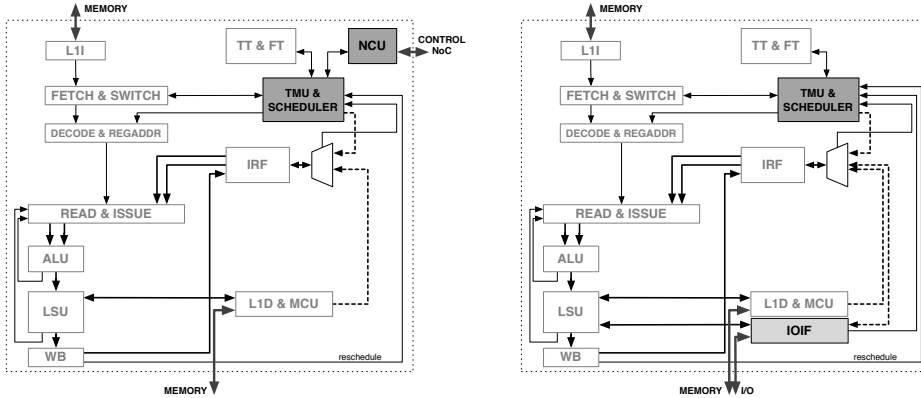 MEMORY
L1I
TT & FT
NCU
CONTROL
NoC
FETCH & SWITCH
TMU &
SCHEDULER
DECODE & REGADDR
IRF
READ & ISSUE
ALU
LSU
L1D & MCU
WB
reschedule
MEMORY
MEMORY
L1I
TT & FT
FETCH & SWITCH
TMU &
SCHEDULER
DECODE & REGADDR
IRF
READ & ISSUE
ALU
LSU
L1D & MCU
IOIF
WB
reschedule
MEMORY
I/O